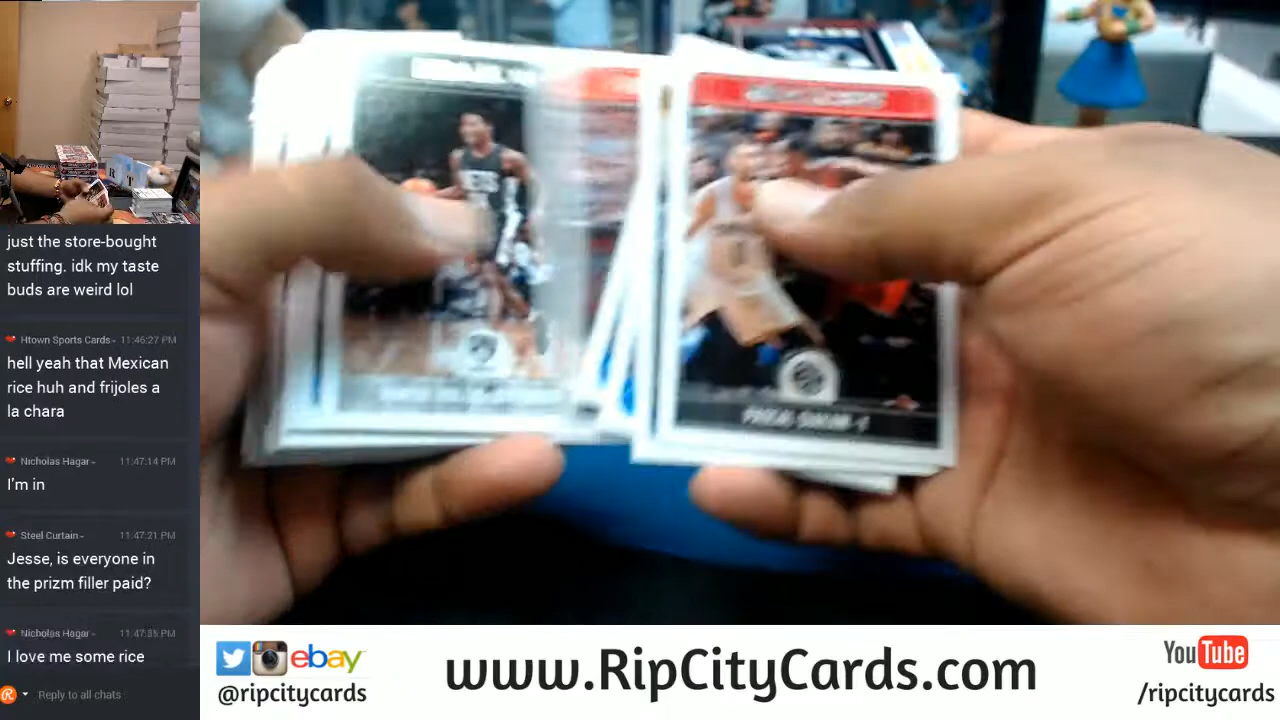 just the store-bought
stuffing. idk my taste
buds are weird lol
Htown Sports Cards 11:46:27 PM
hell yeah that Mexican
rice huh and frijoles a
la chara
Nicholas Hagar 11:47:14 PM
I'm in
Steel Curtain 11:47:21 PM
Jesse, is everyone in
the prizm filler paid?
Nicholas Hagar 11:47:35 PM
I love me some rice
Reply to all chats
ebay
@ripcitycards
www.RipCityCards.com
YouTube
/ripcitycards